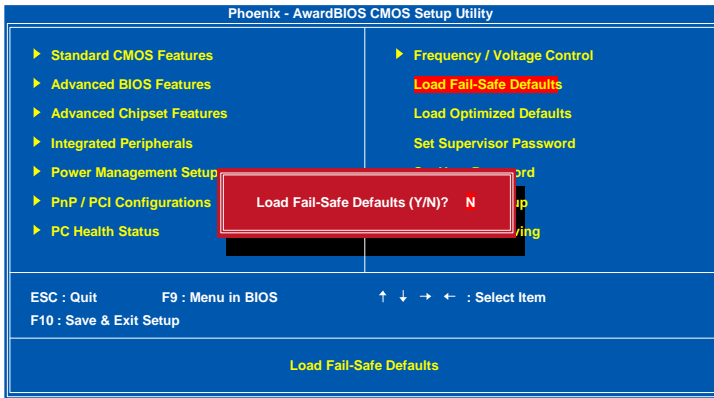 Phoenix - AwardBIOS CMOS Setup Utility
Standard CMOS Features
Advanced BIOS Features
Advanced Chipset Features
Integrated Peripherals
Power Management Setup
PnP / PCI Configurations
PC Health Status
Frequency / Voltage Control
Load Fail-Safe Defaults
Load Optimized Defaults
Set Supervisor Password
Load Fail-Safe Defaults (Y/N)? N
ESC : Quit F9 : Menu in BIOS ↑ ↓ → ← : Select Item
F10 : Save & Exit Setup
Load Fail-Safe Defaults